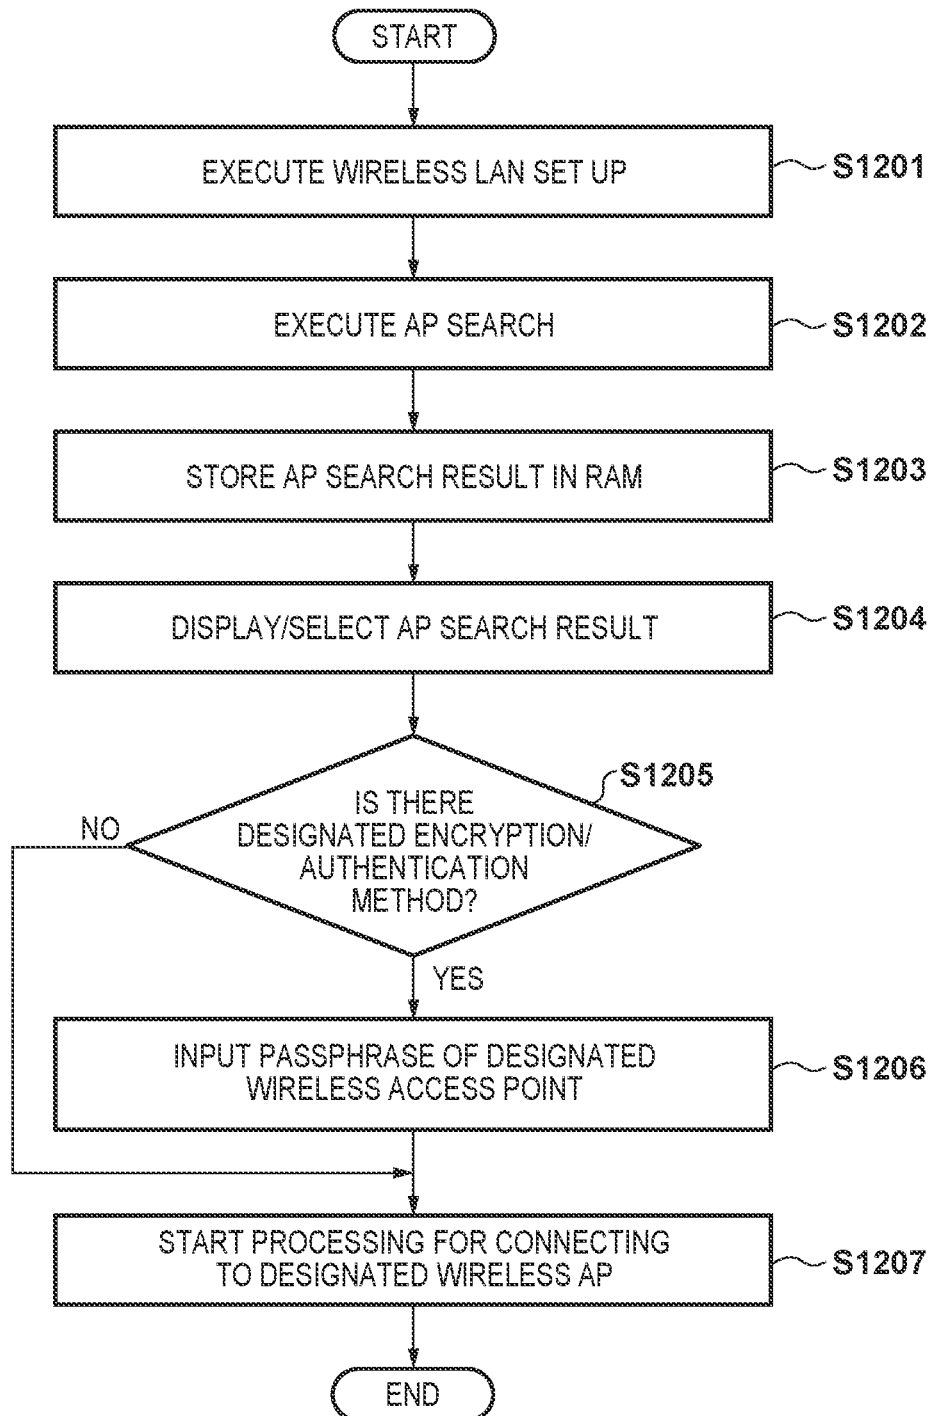 START
EXECUTE WIRELESS LAN SET UP
S1201
EXECUTE AP SEARCH
S1202
STORE AP SEARCH RESULT IN RAM
S1203
DISPLAY/SELECT AP SEARCH RESULT
S1204
S1205
IS THERE
DESIGNATED ENCRYPTION/
AUTHENTICATION
METHOD?
NO
YES
INPUT PASSPHRASE OF DESIGNATED
WIRELESS ACCESS POINT
S1206
START PROCESSING FOR CONNECTING
TO DESIGNATED WIRELESS AP
S1207
END